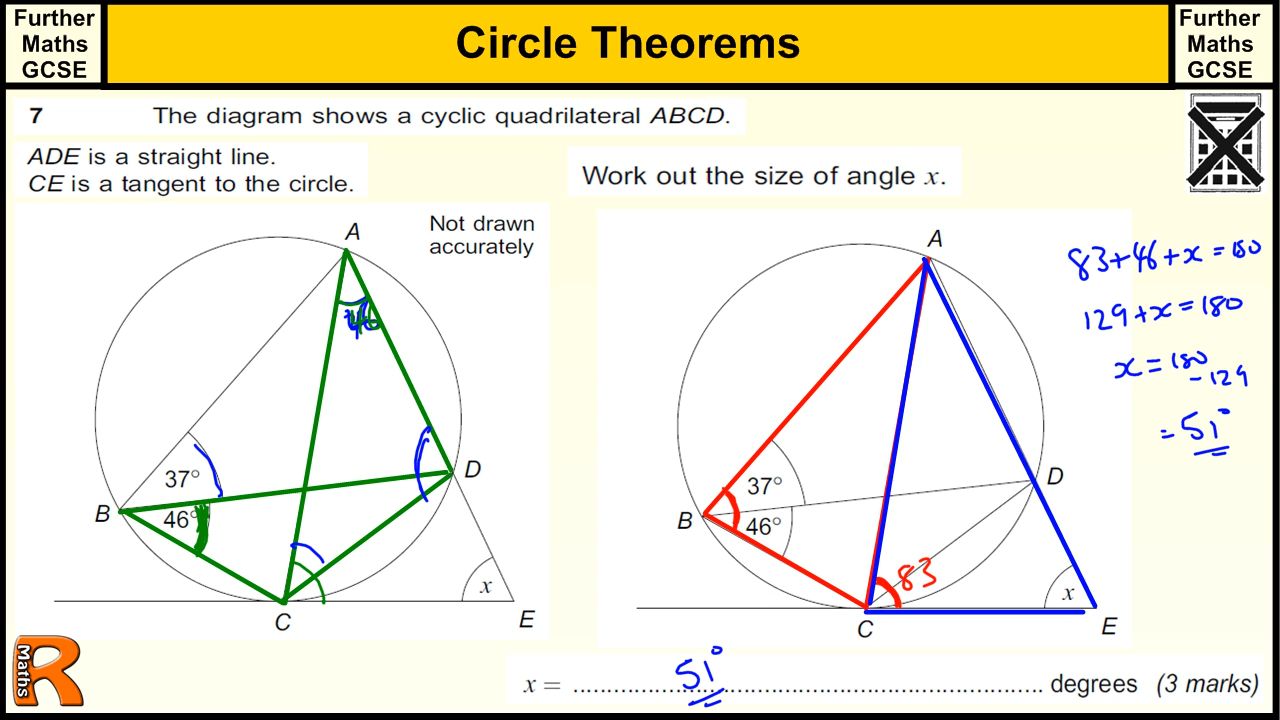 Further
Maths
GCSE
Circle Theorems
Further
Maths
GCSE
7 The diagram shows a cyclic quadrilateral ABCD.
ADE is a straight line.
CE is a tangent to the circle.
Work out the size of angle x.
Not drawn
accurately
A
46
37°
46°
B
D
x
C
E
A
37°
46°
B
D
83
x
C
E
83+46+x=180
129+x=180
x=180
-129
=51°
R
Maths
x = 51° degrees (3 marks)